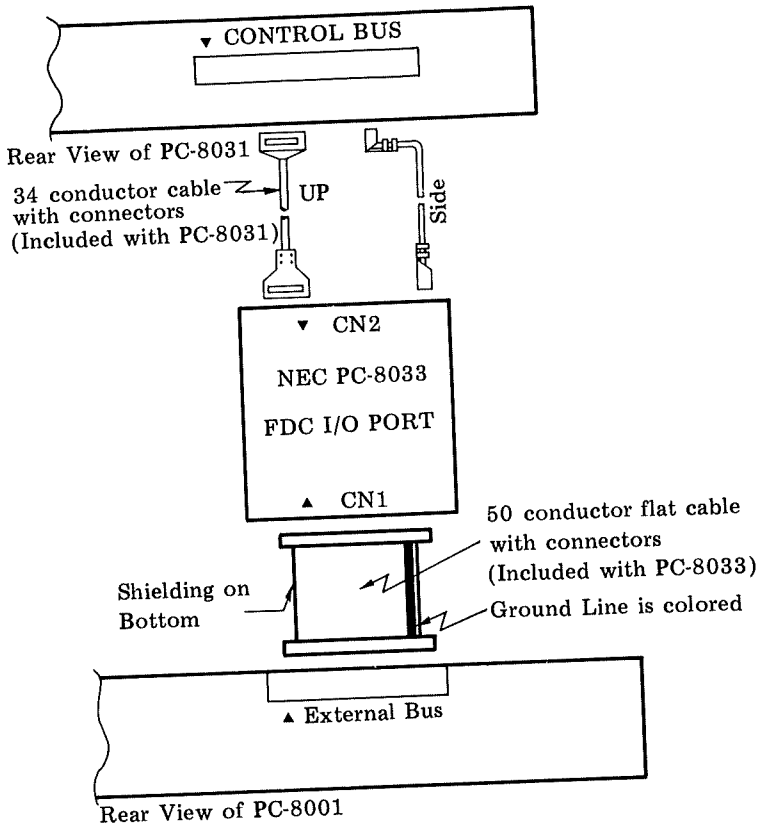 ▼ CONTROL BUS
Rear View of PC-8031
34 conductor cable
with connectors
(Included with PC-8031)
UP
Side
▼ CN2
NEC PC-8033
FDC I/O PORT
▲ CN1
50 conductor flat cable
with connectors
(Included with PC-8033)
Shielding on
Bottom
Ground Line is colored
▲ External Bus
Rear View of PC-8001